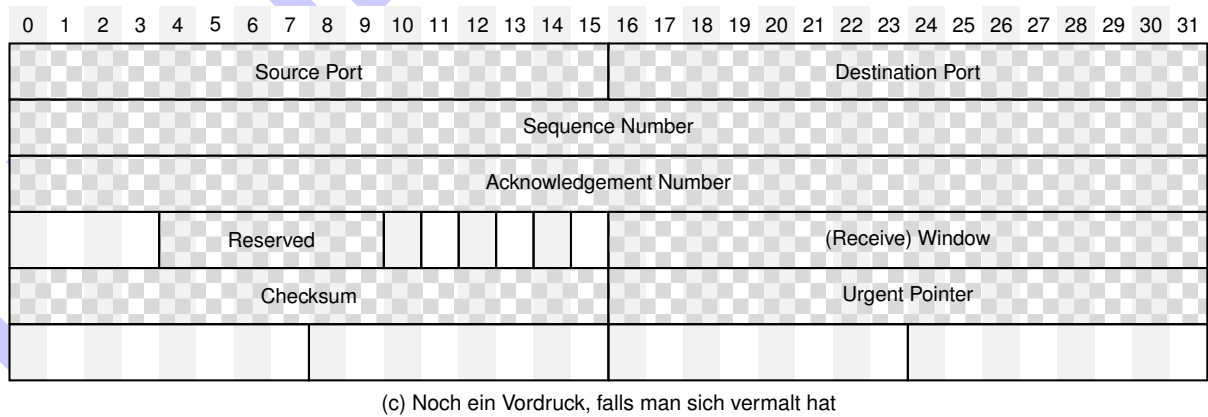 0 1 2 3 4 5 6 7 8 9 10 11 12 13 14 15 16 17 18 19 20 21 22 23 24 25 26 27 28 29 30 31
Source Port Destination Port
Sequence Number
Acknowledgement Number
Reserved (Receive) Window
Checksum Urgent Pointer
(c) Noch ein Vordruck, falls man sich vermalt hat